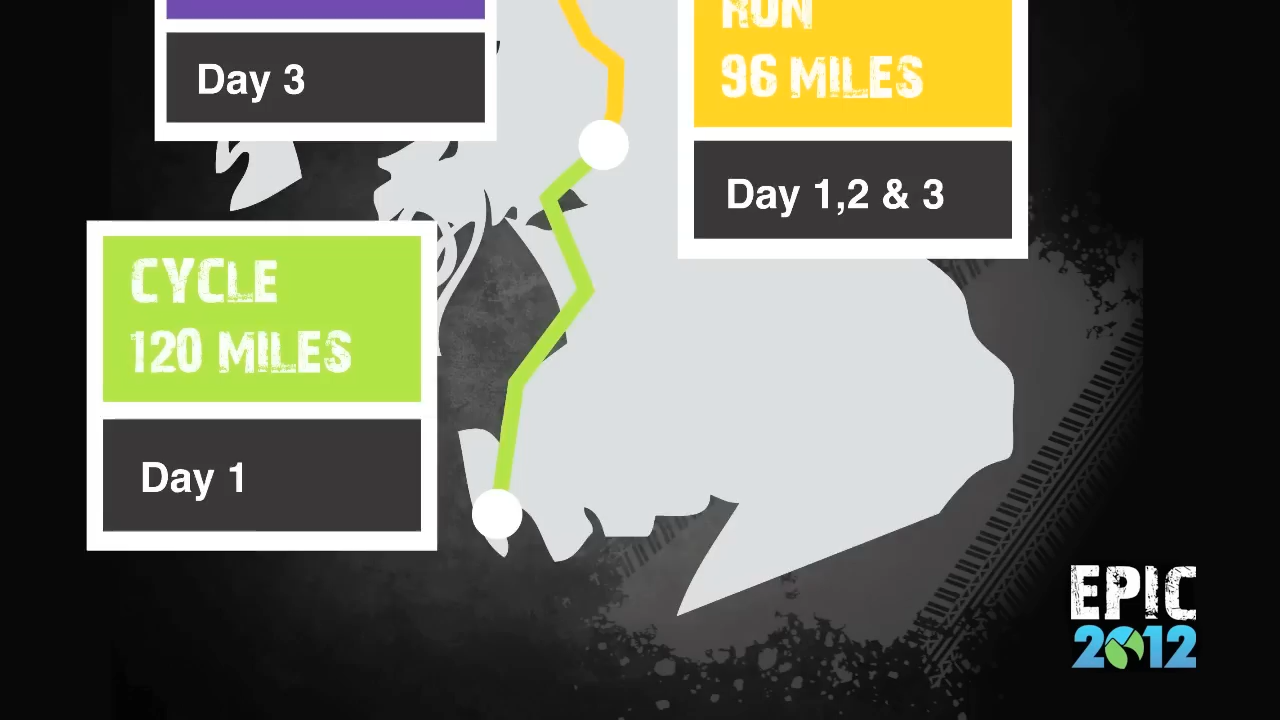 Day 3
RUN
96 MILES
Day 1,2 & 3
CYCLE
120 MILES
Day 1
EPIC
2012